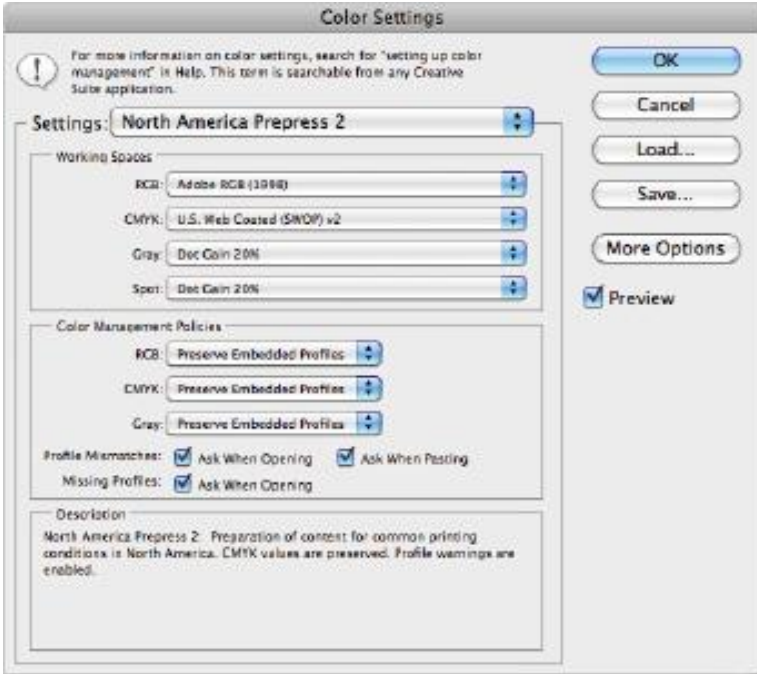 Color Settings
For more information on color settings, search for "setting up color
management" in Help. This term is searchable from any Creative
Suite application.
Settings: North America Prepress 2
Working Spaces
RGB: Adobe RGB (1998)
CMYK: U.S. Web Coated (SWOP) v2
Gray: Dot Gain 20%
Spot: Dot Gain 20%
Color Management Policies
RGB: Preserve Embedded Profiles
CMYK: Preserve Embedded Profiles
Gray: Preserve Embedded Profiles
Profile Mismatches: Ask When Opening Ask When Pasting
Missing Profiles: Ask When Opening
Description
North America Prepress 2: Preparation of content for common printing
conditions in North America. CMYK values are preserved. Profile warnings are
enabled.
OK
Cancel
Load...
Save...
More Options
Preview